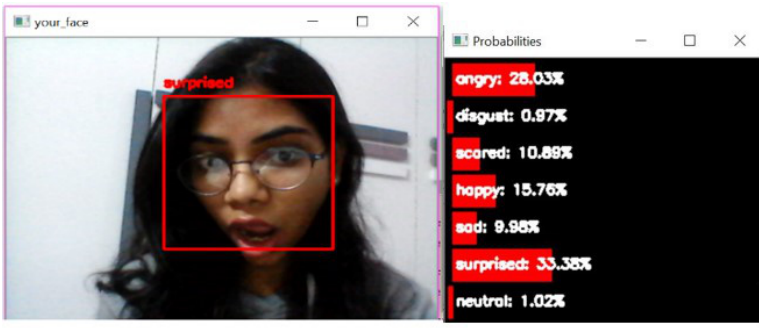 your_face
surprised
Probabilities
angry: 28.03%
disgust: 0.97%
scared: 10.89%
happy: 15.76%
sad: 9.98%
surprised: 33.38%
neutral: 1.02%